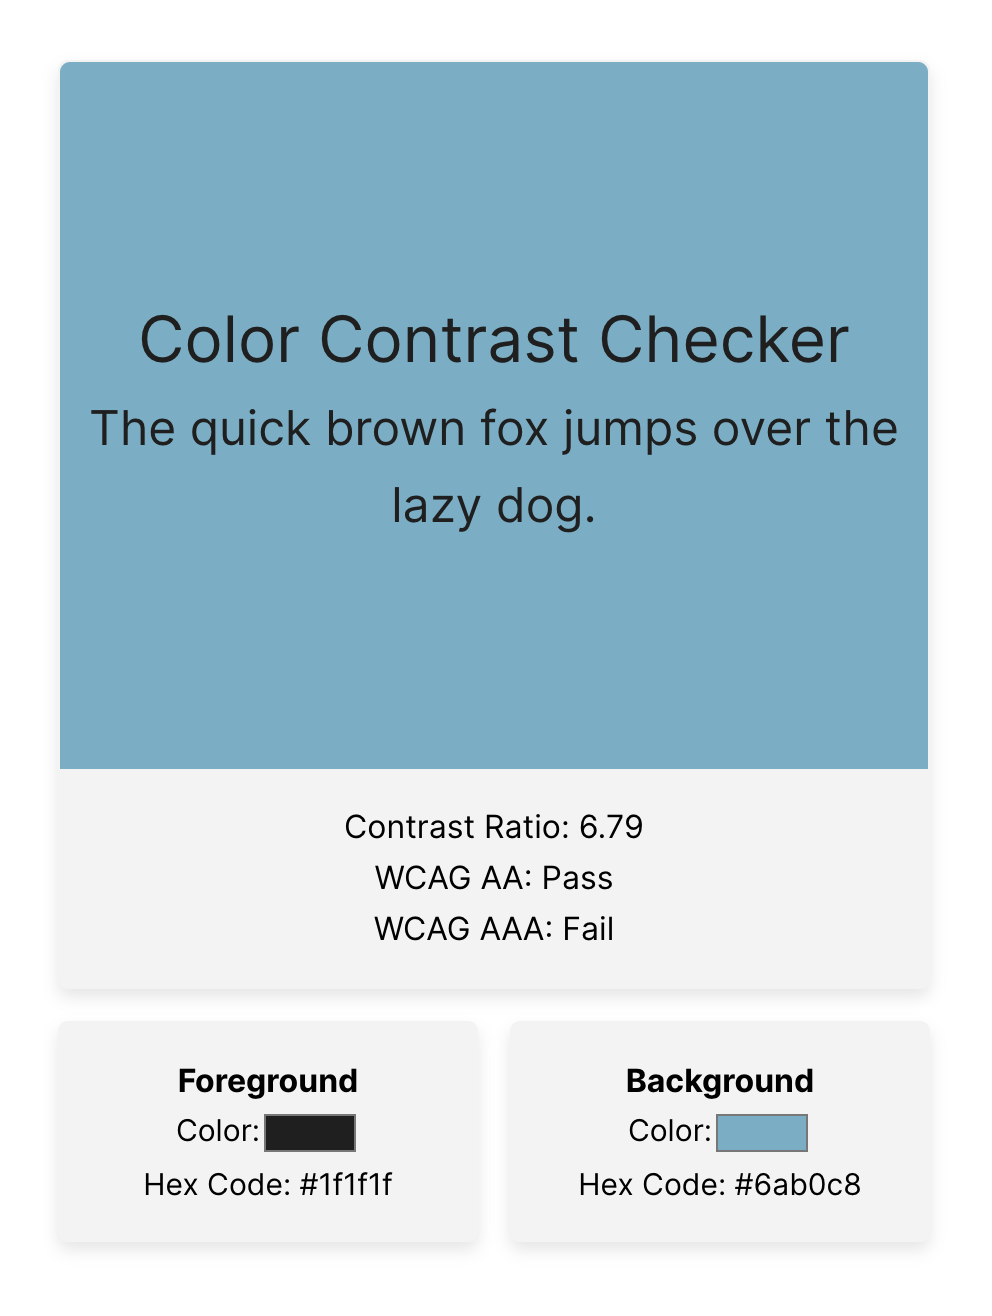 Color Contrast Checker
The quick brown fox jumps over the
lazy dog.
Contrast Ratio: 6.79
WCAG AA: Pass
WCAG AAA: Fail
Foreground
Color:
Hex Code: #1f1f1f
Background
Color:
Hex Code: #6ab0c8